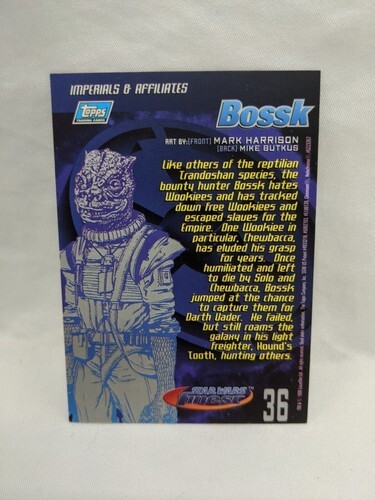 IMPERIALS & AFFILIATES
Topps
TRADING CARDS
Bossk
ART BY: [FRONT] MARK HARRISON
[BACK] MIKE BUTKUS
Like others of the reptilian
Trandoshan species, the
bounty hunter Bossk hates
Wookiees and has tracked
down free Wookiees and
escaped slaves for the
Empire. One Wookiee in
particular, Chewbacca,
has eluded his grasp
for years. Once
humiliated and left
to die by Solo and
Chewbacca, Bossk
jumped at the chance
to capture them for
Darth Vader. He failed,
but still roams the
galaxy in his light
freighter, Hound's
Tooth, hunting others.
STAR WARS
36